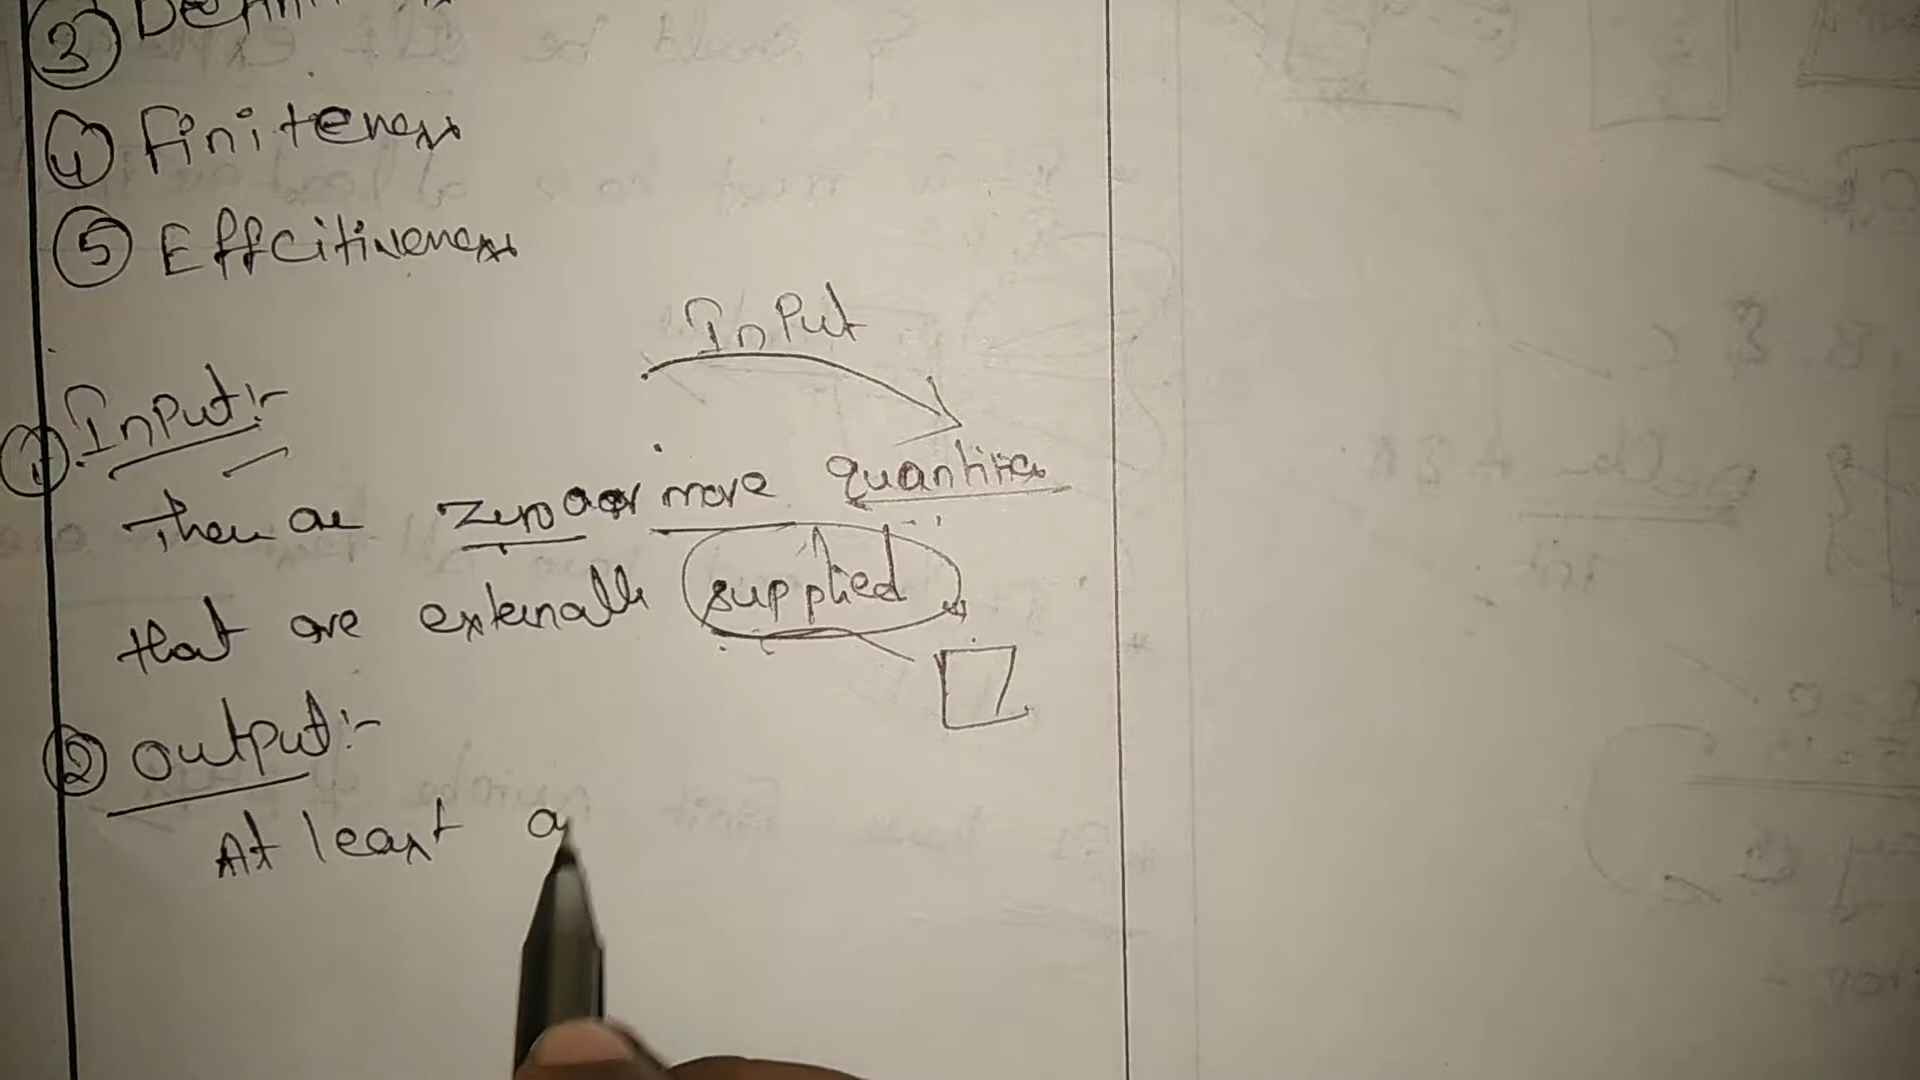 ③
④ Finiteness
⑤ Effcitiveness
Input
① Input:-
Then are zero or more quantities
that are externally supplied
② output:-
At least o